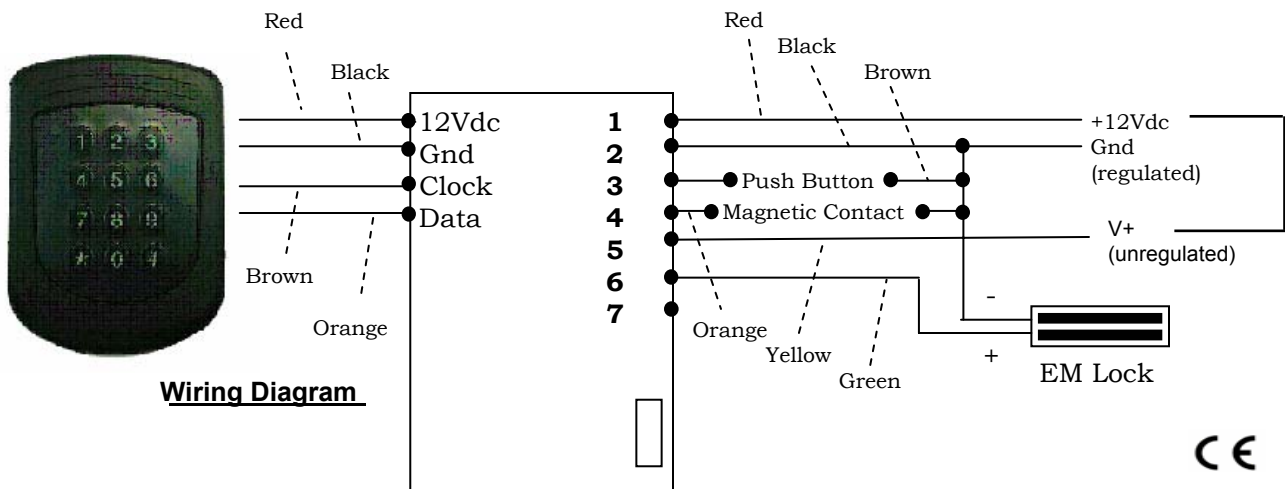 Red
Black
12Vdc
Gnd
Clock
Data
Brown
Orange
1 2 3
4 5 6
7 8 9
* 0
Wiring Diagram
1
2
3
4
5
6
7
Red
Black
Brown
Push Button
Magnetic Contact
Orange
Yellow
Green
+12Vdc
Gnd
(regulated)
V+
(unregulated)
-
+
EM Lock
CE